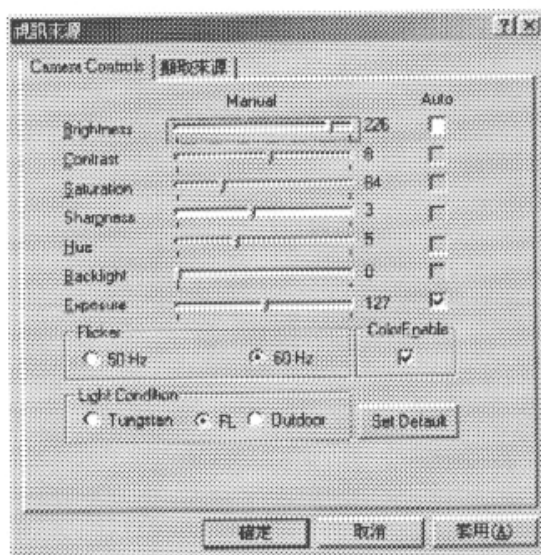 視訊來源
Camera Controls 擷取來源
Manual Auto
Brightness 226
Contrast 8
Saturation 84
Sharpness 3
Hue 5
Backlight 0
Exposure 127
Flicker ColorEnable
50 Hz 60 Hz
Light Condition
Tungsten FL Outdoor Set Default
確定 取消 套用(A)